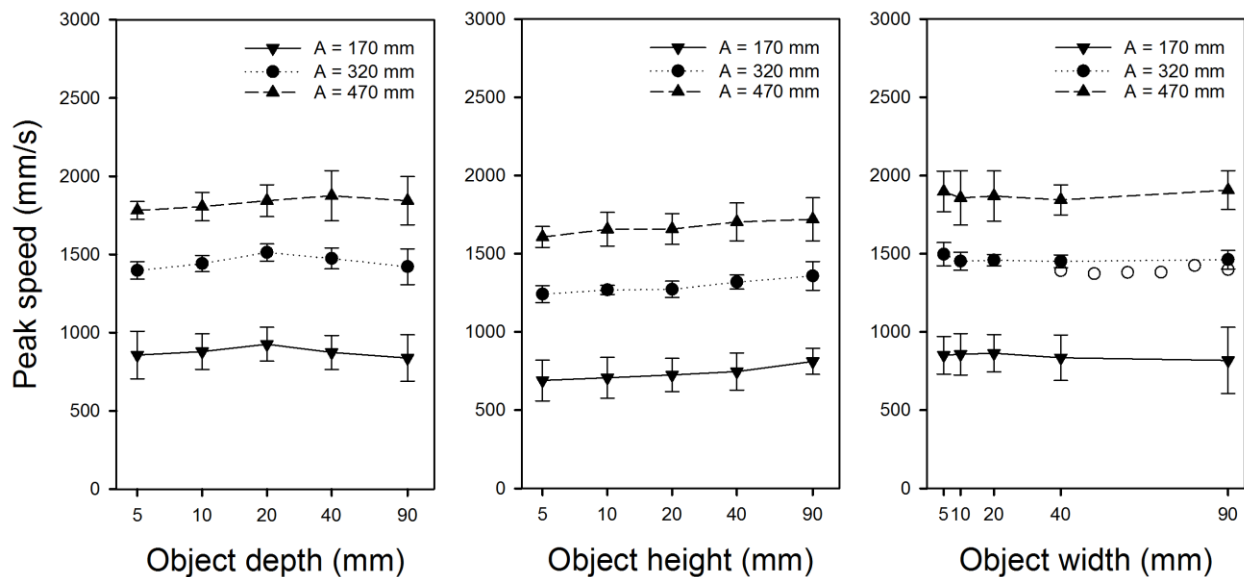 Peak speed (mm/s)
3000
2500
2000
1500
1000
500
0
A = 170 mm
A = 320 mm
A = 470 mm
5 10 20 40 90
Object depth (mm)
3000
2500
2000
1500
1000
500
0
A = 170 mm
A = 320 mm
A = 470 mm
5 10 20 40 90
Object height (mm)
3000
2500
2000
1500
1000
500
0
A = 170 mm
A = 320 mm
A = 470 mm
5 10 20 40 90
Object width (mm)